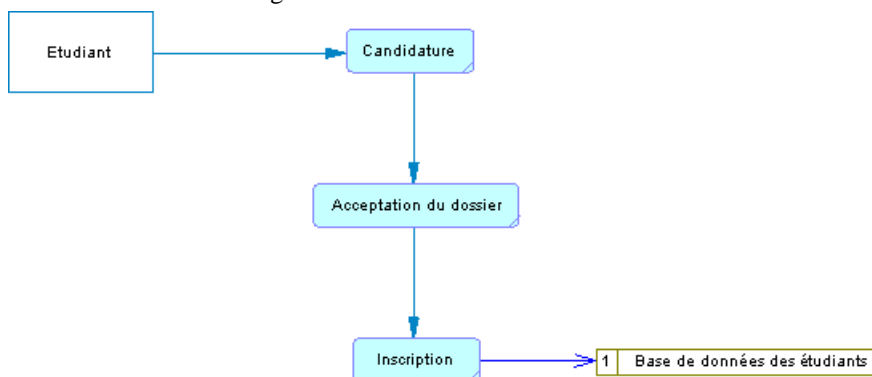 Etudiant
Candidature
Acceptation du dossier
Inscription
1 Base de données des étudiants